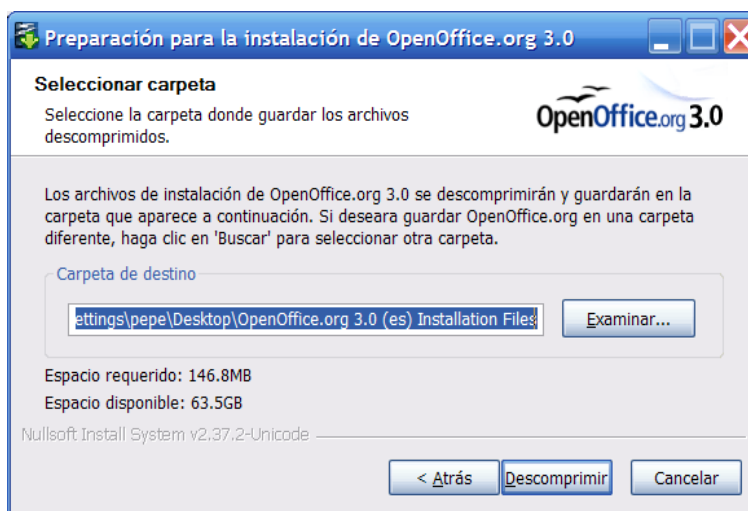 Preparación para la instalación de OpenOffice.org 3.0
Seleccionar carpeta
Seleccione la carpeta donde guardar los archivos
descomprimidos.
OpenOffice.org 3.0
Los archivos de instalación de OpenOffice.org 3.0 se descomprimirán y guardarán en la
carpeta que aparece a continuación. Si deseara guardar OpenOffice.org en una carpeta
diferente, haga clic en 'Buscar' para seleccionar otra carpeta.
Carpeta de destino
ettings\pepe\Desktop\OpenOffice.org 3.0 (es) Installation Files
Examinar...
Espacio requerido: 146.8MB
Espacio disponible: 63.5GB
Nullsoft Install System v2.37.2-Unicode
< Atrás
Descomprimir
Cancelar